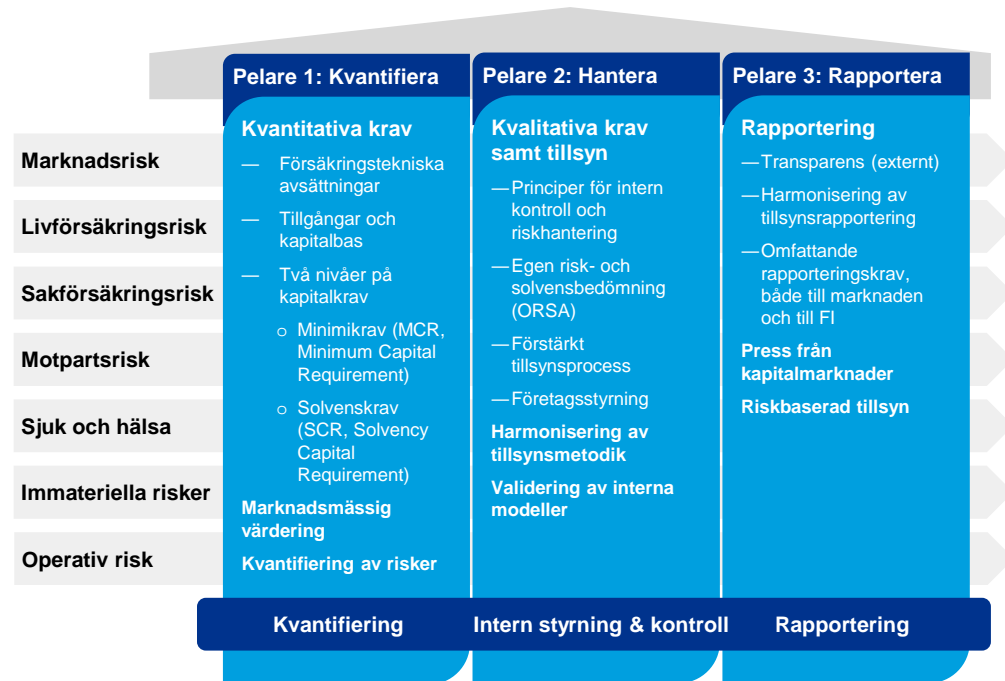 Pelare 1: Kvantifiera
Pelare 2: Hantera
Pelare 3: Rapportera
Marknadsrisk
Livförsäkringsrisk
Sakförsäkringsrisk
Motpartsrisk
Sjuk och hälsa
Immateriella risker
Operativ risk
Kvantitativa krav
— Försäkringstekniska
avsättningar
— Tillgångar och
kapitalbas
— Två nivåer på
kapitalkrav
o Minimikrav (MCR,
Minimum Capital
Requirement)
o Solvenskrav
(SCR, Solvency
Capital
Requirement)
Marknadsmässig
värdering
Kvantifiering av risker
Kvalitativa krav
samt tillsyn
—Principer för intern
kontroll och
riskhantering
—Egen risk- och
solvensbedömning
(ORSA)
—Förstärkt
tillsynsprocess
—Företagsstyrning
Harmonisering av
tillsynsmetodik
Validering av interna
modeller
Rapportering
—Transparens (externt)
—Harmonisering av
tillsynsrapportering
—Omfattande
rapporteringskrav,
både till marknaden
och till FI
Press från
kapitalmarknader
Riskbaserad tillsyn
Kvantifiering
Intern styrning & kontroll
Rapportering